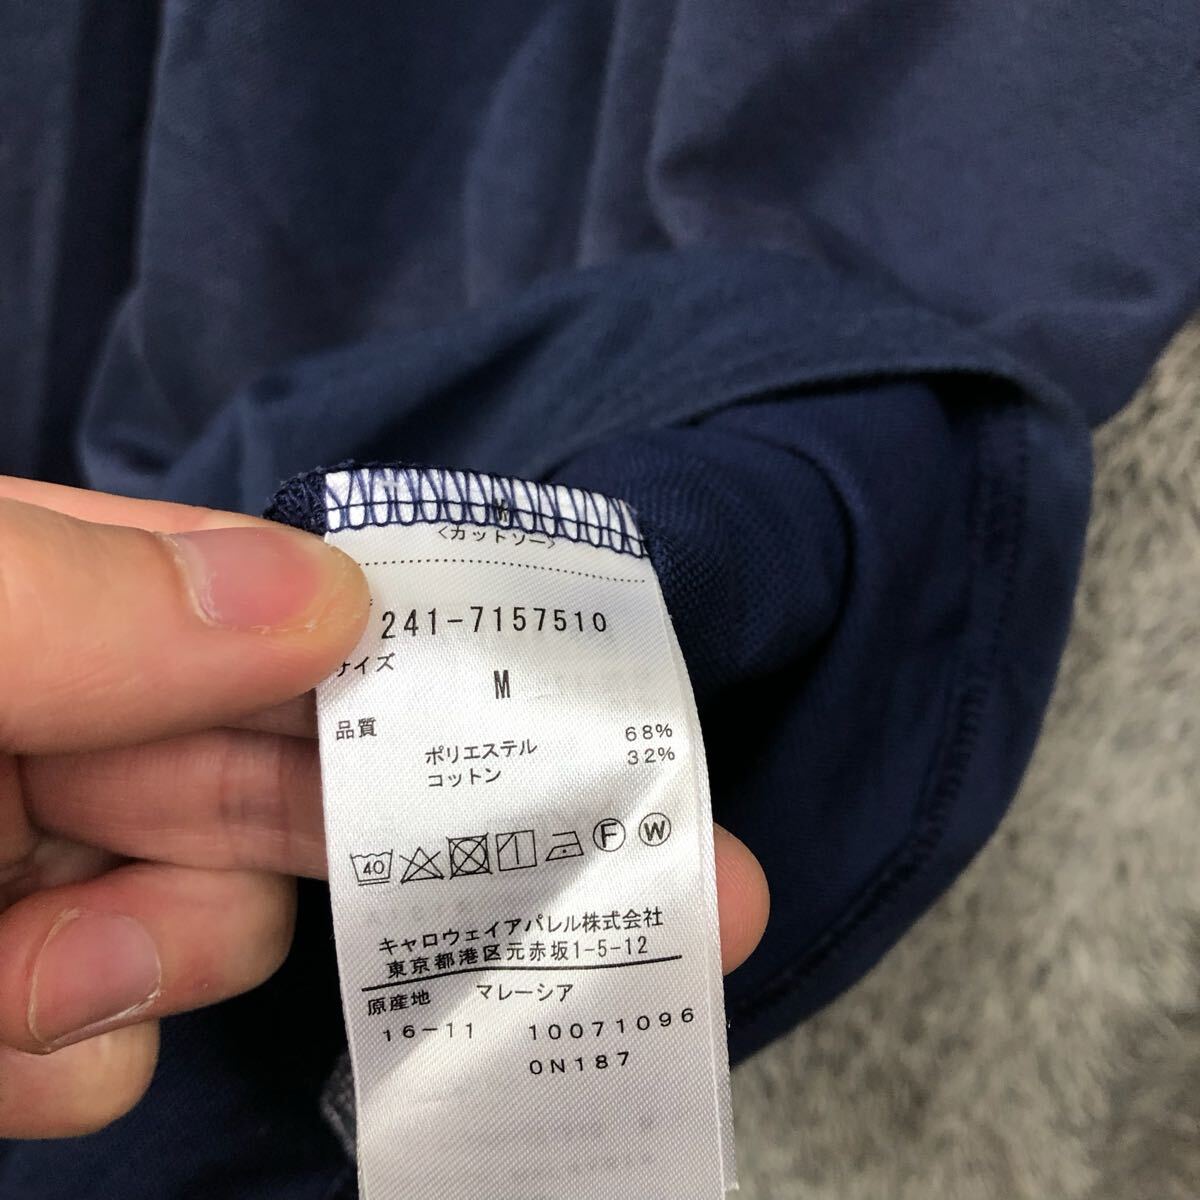 <カットソー>
241-7157510
サイズ
M
品質
ポリエステル 68%
コットン 32%
40 F W
キャロウェイアパレル株式会社
東京都港区元赤坂1-5-12
原産地 マレーシア
16-11 10071096
0N187